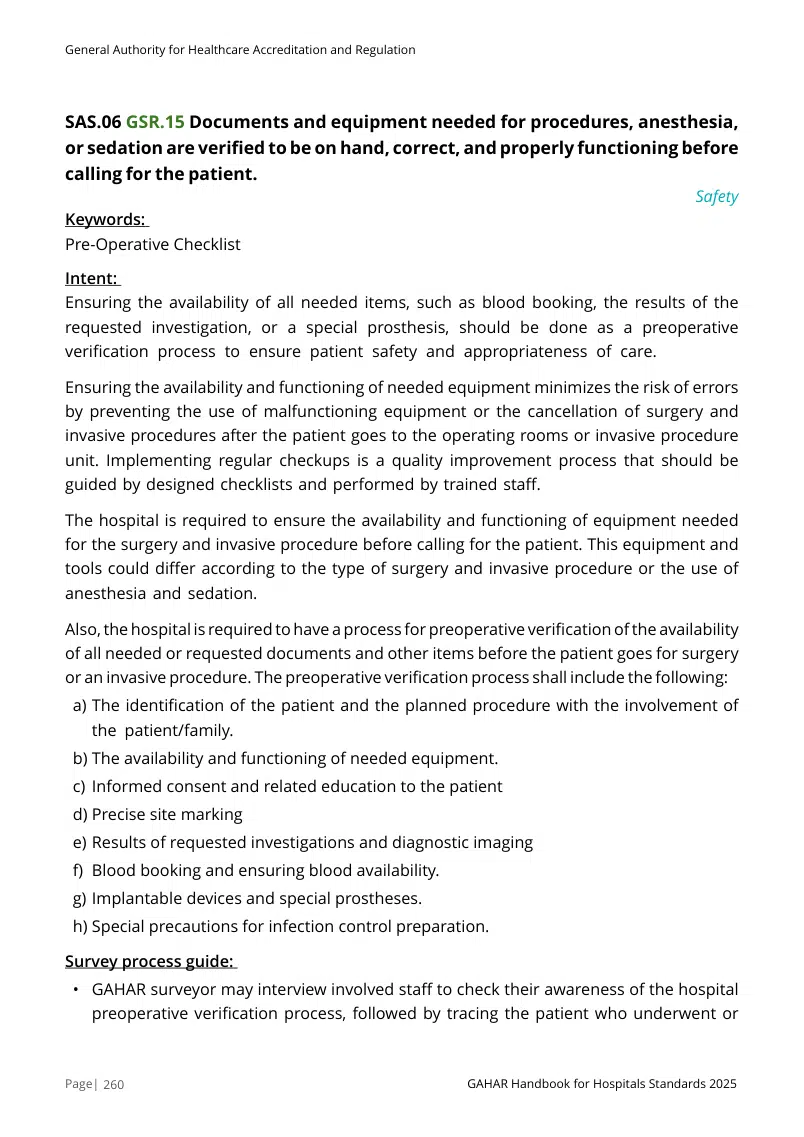 General Authority for Healthcare Accreditation and Regulation
SAS.06 GSR.15 Documents and equipment needed for procedures, anesthesia,
or sedation are verified to be on hand, correct, and properly functioning before
calling for the patient.
Safety
Keywords:
Pre-Operative Checklist
Intent:
Ensuring the availability of all needed items, such as blood booking, the results of the
requested investigation, or a special prosthesis, should be done as a preoperative
verification process to ensure patient safety and appropriateness of care.
Ensuring the availability and functioning of needed equipment minimizes the risk of errors
by preventing the use of malfunctioning equipment or the cancellation of surgery and
invasive procedures after the patient goes to the operating rooms or invasive procedure
unit. Implementing regular checkups is a quality improvement process that should be
guided by designed checklists and performed by trained staff.
The hospital is required to ensure the availability and functioning of equipment needed
for the surgery and invasive procedure before calling for the patient. This equipment and
tools could differ according to the type of surgery and invasive procedure or the use of
anesthesia and sedation.
Also, the hospital is required to have a process for preoperative verification of the availability
of all needed or requested documents and other items before the patient goes for surgery
or an invasive procedure. The preoperative verification process shall include the following:
a) The identification of the patient and the planned procedure with the involvement of
the patient/family.
b) The availability and functioning of needed equipment.
c) Informed consent and related education to the patient
d) Precise site marking
e) Results of requested investigations and diagnostic imaging
f) Blood booking and ensuring blood availability.
g) Implantable devices and special prostheses.
h) Special precautions for infection control preparation.
Survey process guide:
• GAHAR surveyor may interview involved staff to check their awareness of the hospital
preoperative verification process, followed by tracing the patient who underwent or
Page| 260
GAHAR Handbook for Hospitals Standards 2025